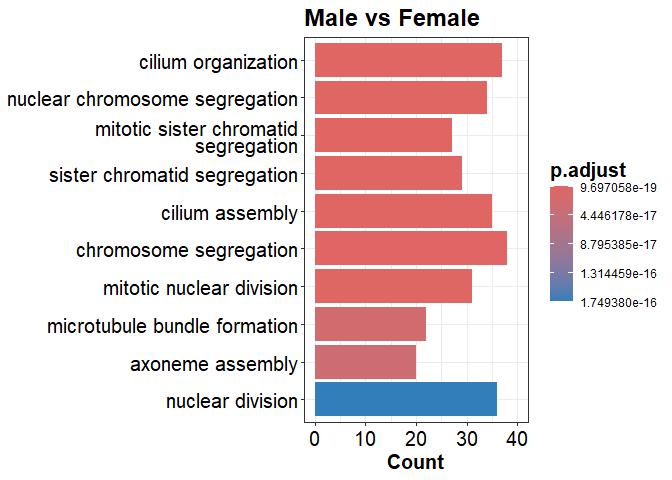 Male vs Female
cilium organization
nuclear chromosome segregation
mitotic sister chromatid
segregation
sister chromatid segregation
cilium assembly
chromosome segregation
mitotic nuclear division
microtubule bundle formation
axoneme assembly
nuclear division
0 10 20 30 40
Count
p.adjust
9.697058e-19
4.446178e-17
8.795385e-17
1.314459e-16
1.749380e-16